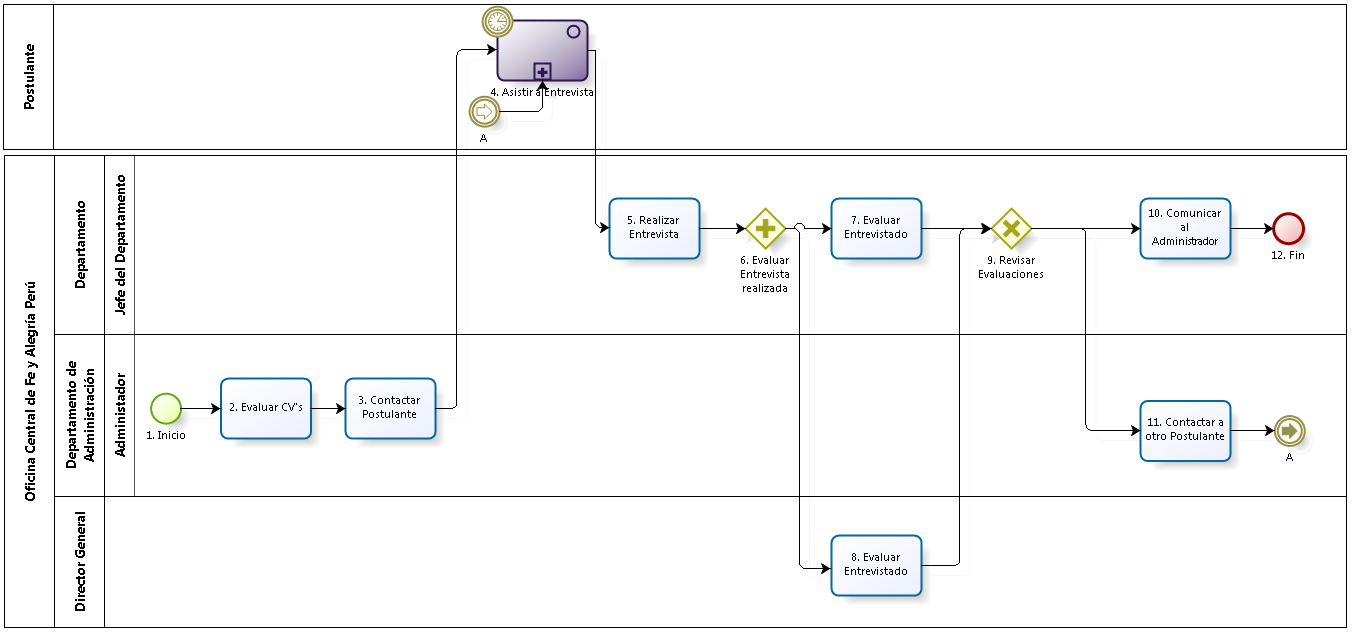 Postulante
4. Asistir a Entrevista
A
Oficina Central de Fe y Alegría Perú
Departamento
Jefe del Departamento
5. Realizar
Entrevista
6. Evaluar
Entrevista
realizada
7. Evaluar
Entrevistado
9. Revisar
Evaluaciones
10. Comunicar
al
Administrador
12. Fin
Departamento de
Administración
Administador
1. Inicio
2. Evaluar CV's
3. Contactar
Postulante
11. Contactar a
otro Postulante
A
Director General
8. Evaluar
Entrevistado